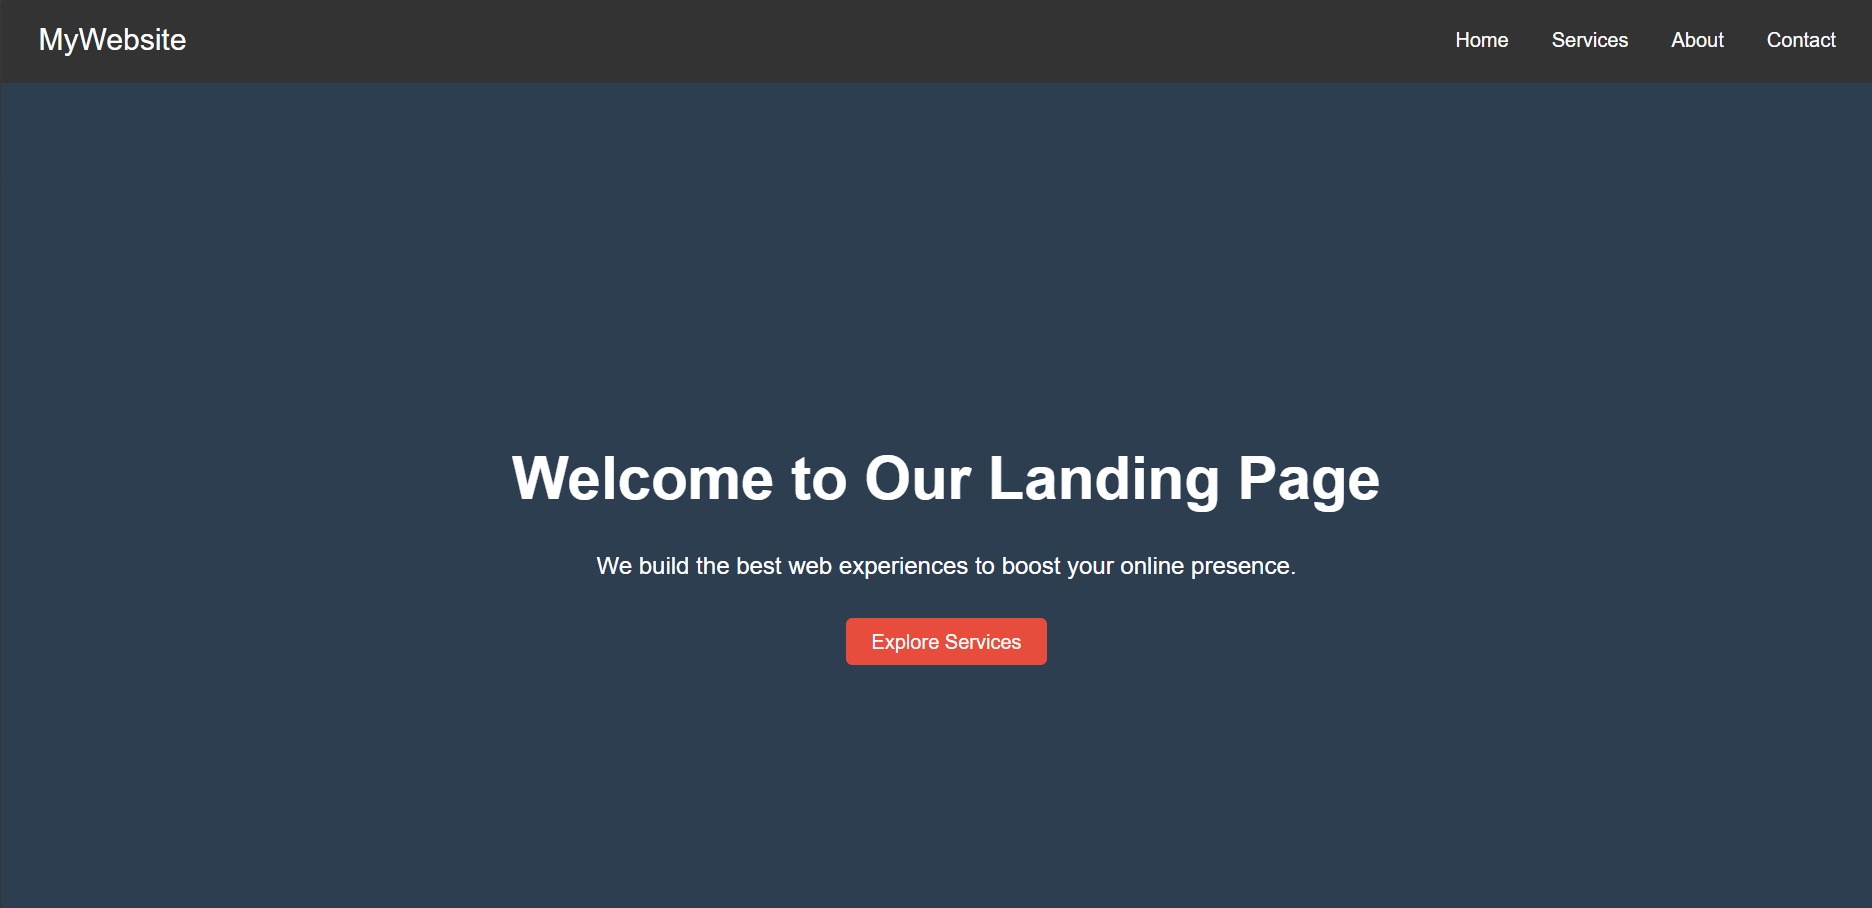 MyWebsite
Home Services About Contact
Welcome to Our Landing Page
We build the best web experiences to boost your online presence.
Explore Services